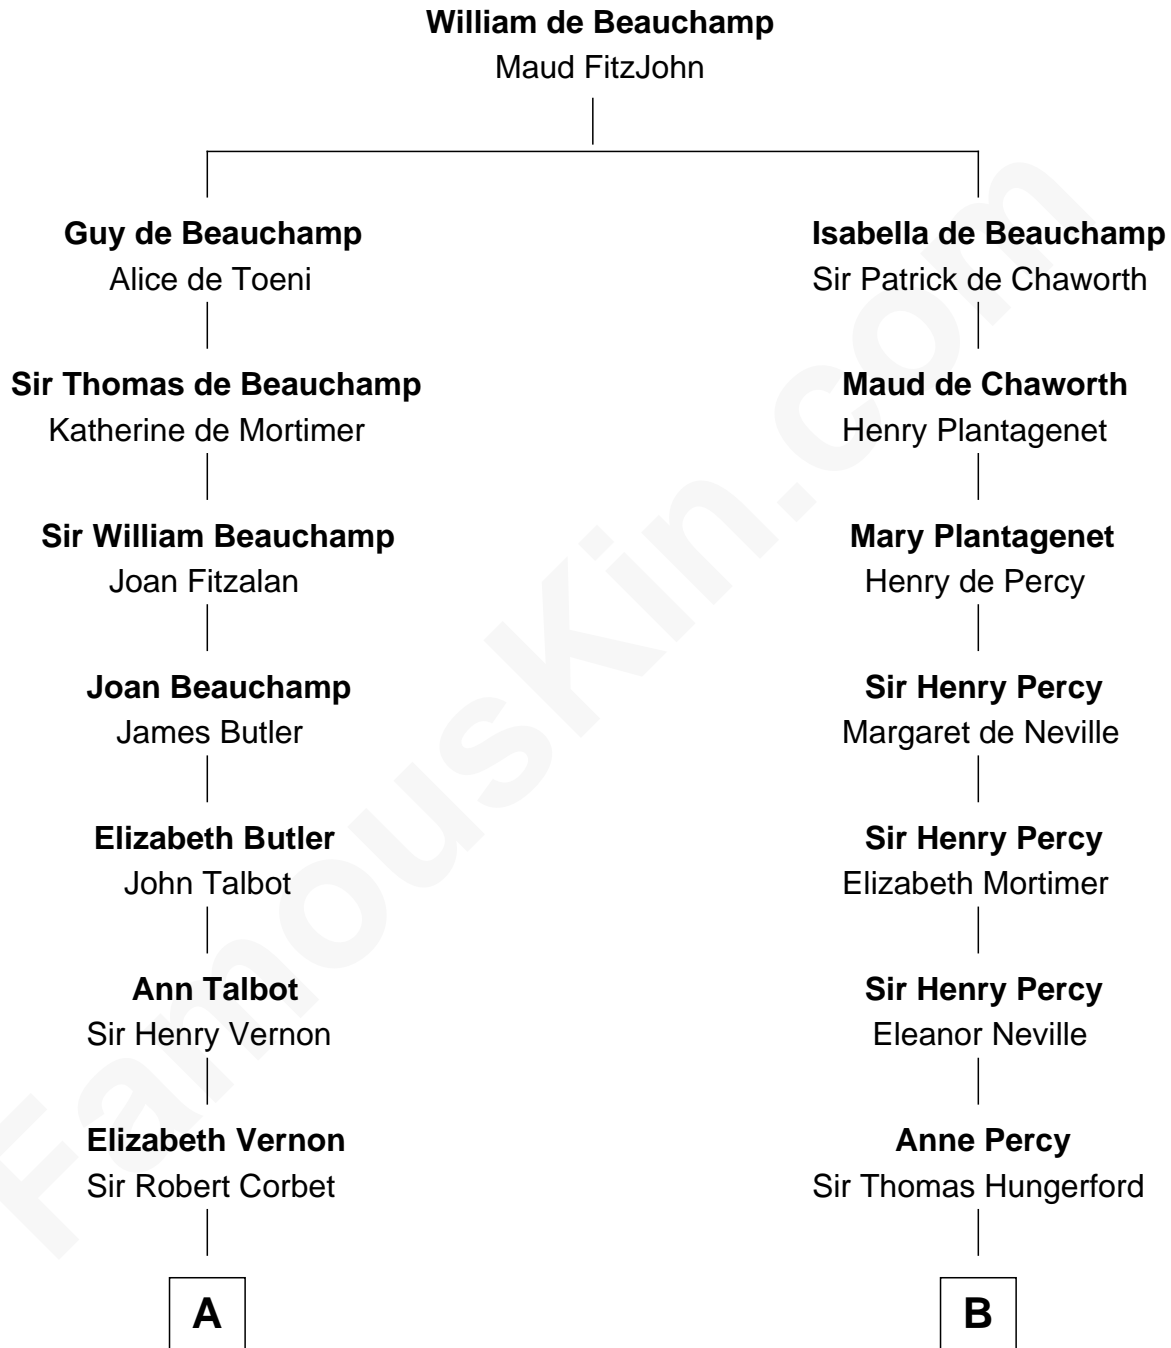 William de Beauchamp
Maud FitzJohn
Guy de Beauchamp
Alice de Toeni
Isabella de Beauchamp
Sir Patrick de Chaworth
Sir Thomas de Beauchamp
Katherine de Mortimer
Maud de Chaworth
Henry Plantagenet
Sir William Beauchamp
Joan Fitzalan
Mary Plantagenet
Henry de Percy
Joan Beauchamp
James Butler
Sir Henry Percy
Margaret de Neville
Elizabeth Butler
John Talbot
Sir Henry Percy
Elizabeth Mortimer
Ann Talbot
Sir Henry Vernon
Sir Henry Percy
Eleanor Neville
Elizabeth Vernon
Sir Robert Corbet
Anne Percy
Sir Thomas Hungerford
A
B
FamousKin.com